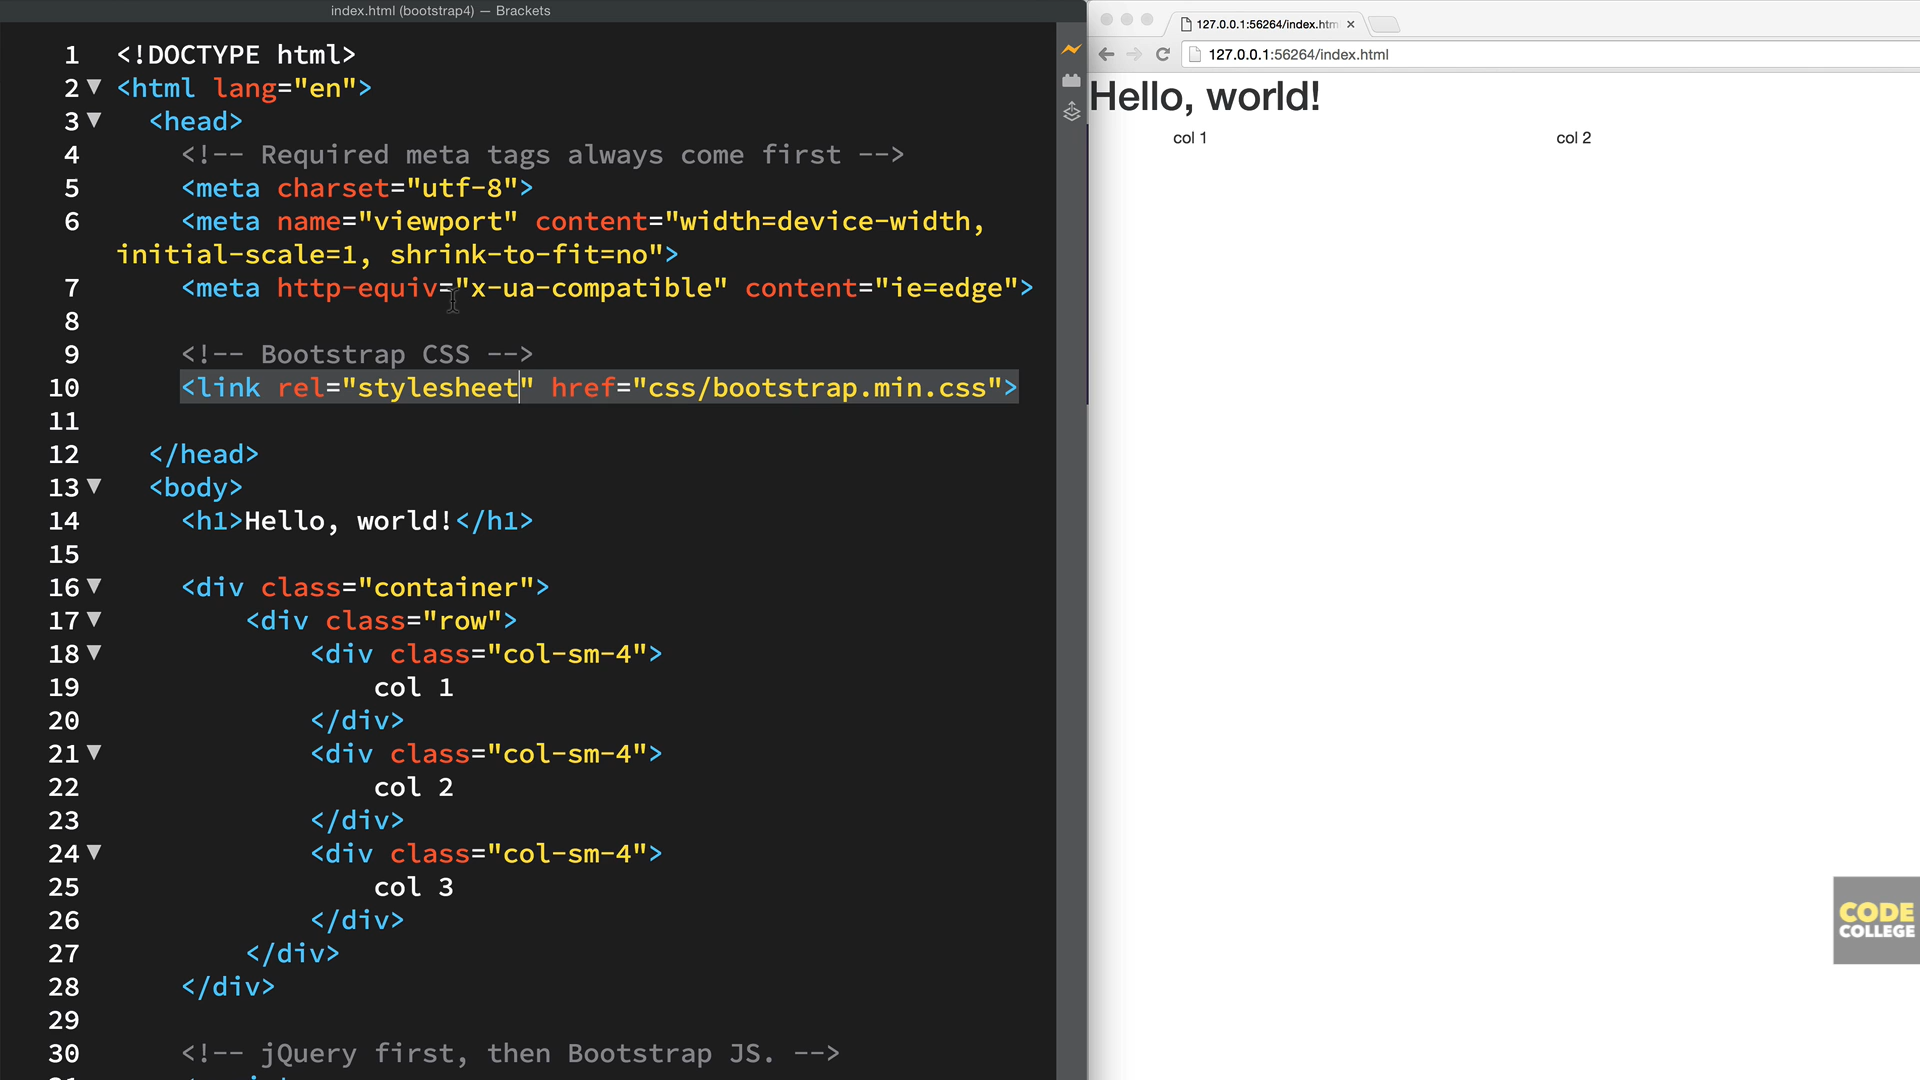 index.html (bootstrap4) — Brackets
1 <!DOCTYPE html>
2 <html lang="en">
3 <head>
4 <!-- Required meta tags always come first -->
5 <meta charset="utf-8">
6 <meta name="viewport" content="width=device-width,
initial-scale=1, shrink-to-fit=no">
7 <meta http-equiv="x-ua-compatible" content="ie=edge">
8
9 <!-- Bootstrap CSS -->
10 <link rel="stylesheet" href="css/bootstrap.min.css">
11
12 </head>
13 <body>
14 <h1>Hello, world!</h1>
15
16 <div class="container">
17 <div class="row">
18 <div class="col-sm-4">
19 col 1
20 </div>
21 <div class="col-sm-4">
22 col 2
23 </div>
24 <div class="col-sm-4">
25 col 3
26 </div>
27 </div>
28 </div>
29
30 <!-- jQuery first, then Bootstrap JS. -->
127.0.0.1:56264/index.htm
127.0.0.1:56264/index.html
Hello, world!
col 1 col 2
CODE
COLLEGE